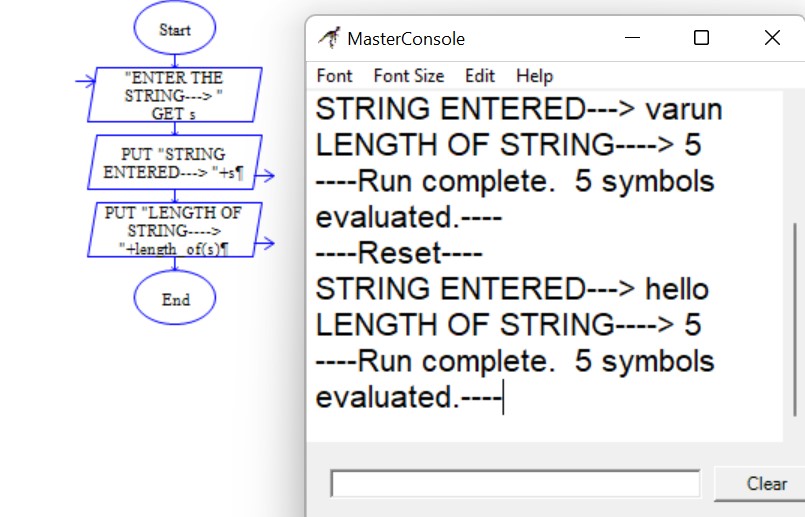 Start
"ENTER THE
STRING---> "
GET s
PUT "STRING
ENTERED---> "+s¶
PUT "LENGTH OF
STRING---->
"+length_of(s)¶
End
MasterConsole
Font Font Size Edit Help
STRING ENTERED---> varun
LENGTH OF STRING----> 5
----Run complete.  5 symbols
evaluated.----
----Reset----
STRING ENTERED---> hello
LENGTH OF STRING----> 5
----Run complete.  5 symbols
evaluated.----
Clear